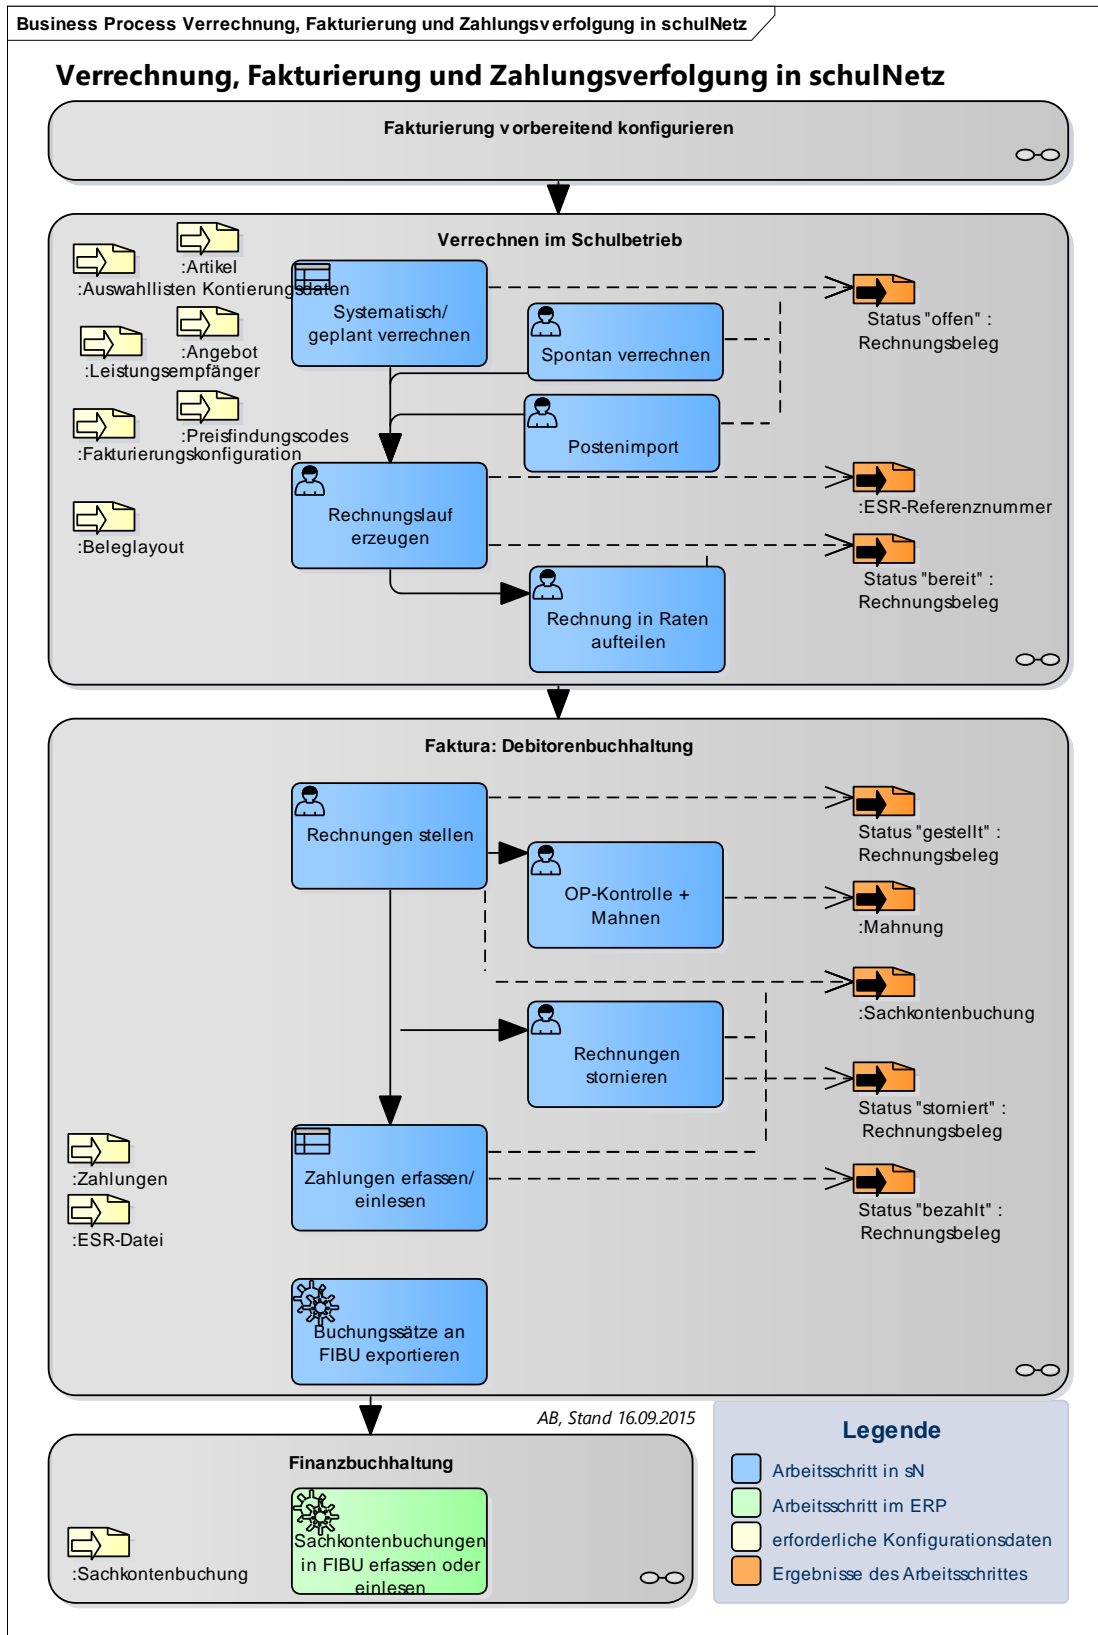 Business Process Verrechnung, Fakturierung und Zahlungsverfolgung in schulNetz
Verrechnung, Fakturierung und Zahlungsverfolgung in schulNetz
Fakturierung vorbereitend konfigurieren
Verrechnen im Schulbetrieb
:Artikel
:Auswahllisten Kontierungsdaten
:Angebot
:Leistungsempfänger
:Preisfindungscodes
:Fakturierungskonfiguration
:Beleglayout
Systematisch/
geplant verrechnen
Spontan verrechnen
Postenimport
Rechnungslauf
erzeugen
Rechnung in Raten
aufteilen
Status "offen" :
Rechnungsbeleg
:ESR-Referenznummer
Status "bereit" :
Rechnungsbeleg
Faktura: Debitorenbuchhaltung
Rechnungen stellen
OP-Kontrolle +
Mahnen
Rechnungen
stornieren
Zahlungen erfassen/
einlesen
Buchungssätze an
FIBU exportieren
:Zahlungen
:ESR-Datei
Status "gestellt" :
Rechnungsbeleg
:Mahnung
:Sachkontenbuchung
Status "storniert" :
Rechnungsbeleg
Status "bezahlt" :
Rechnungsbeleg
AB, Stand 16.09.2015
Finanzbuchhaltung
Sachkontenbuchungen
in FIBU erfassen oder
einlesen
:Sachkontenbuchung
Legende
Arbeitsschritt in sN
Arbeitsschritt im ERP
erforderliche Konfigurationsdaten
Ergebnisse des Arbeitsschrittes